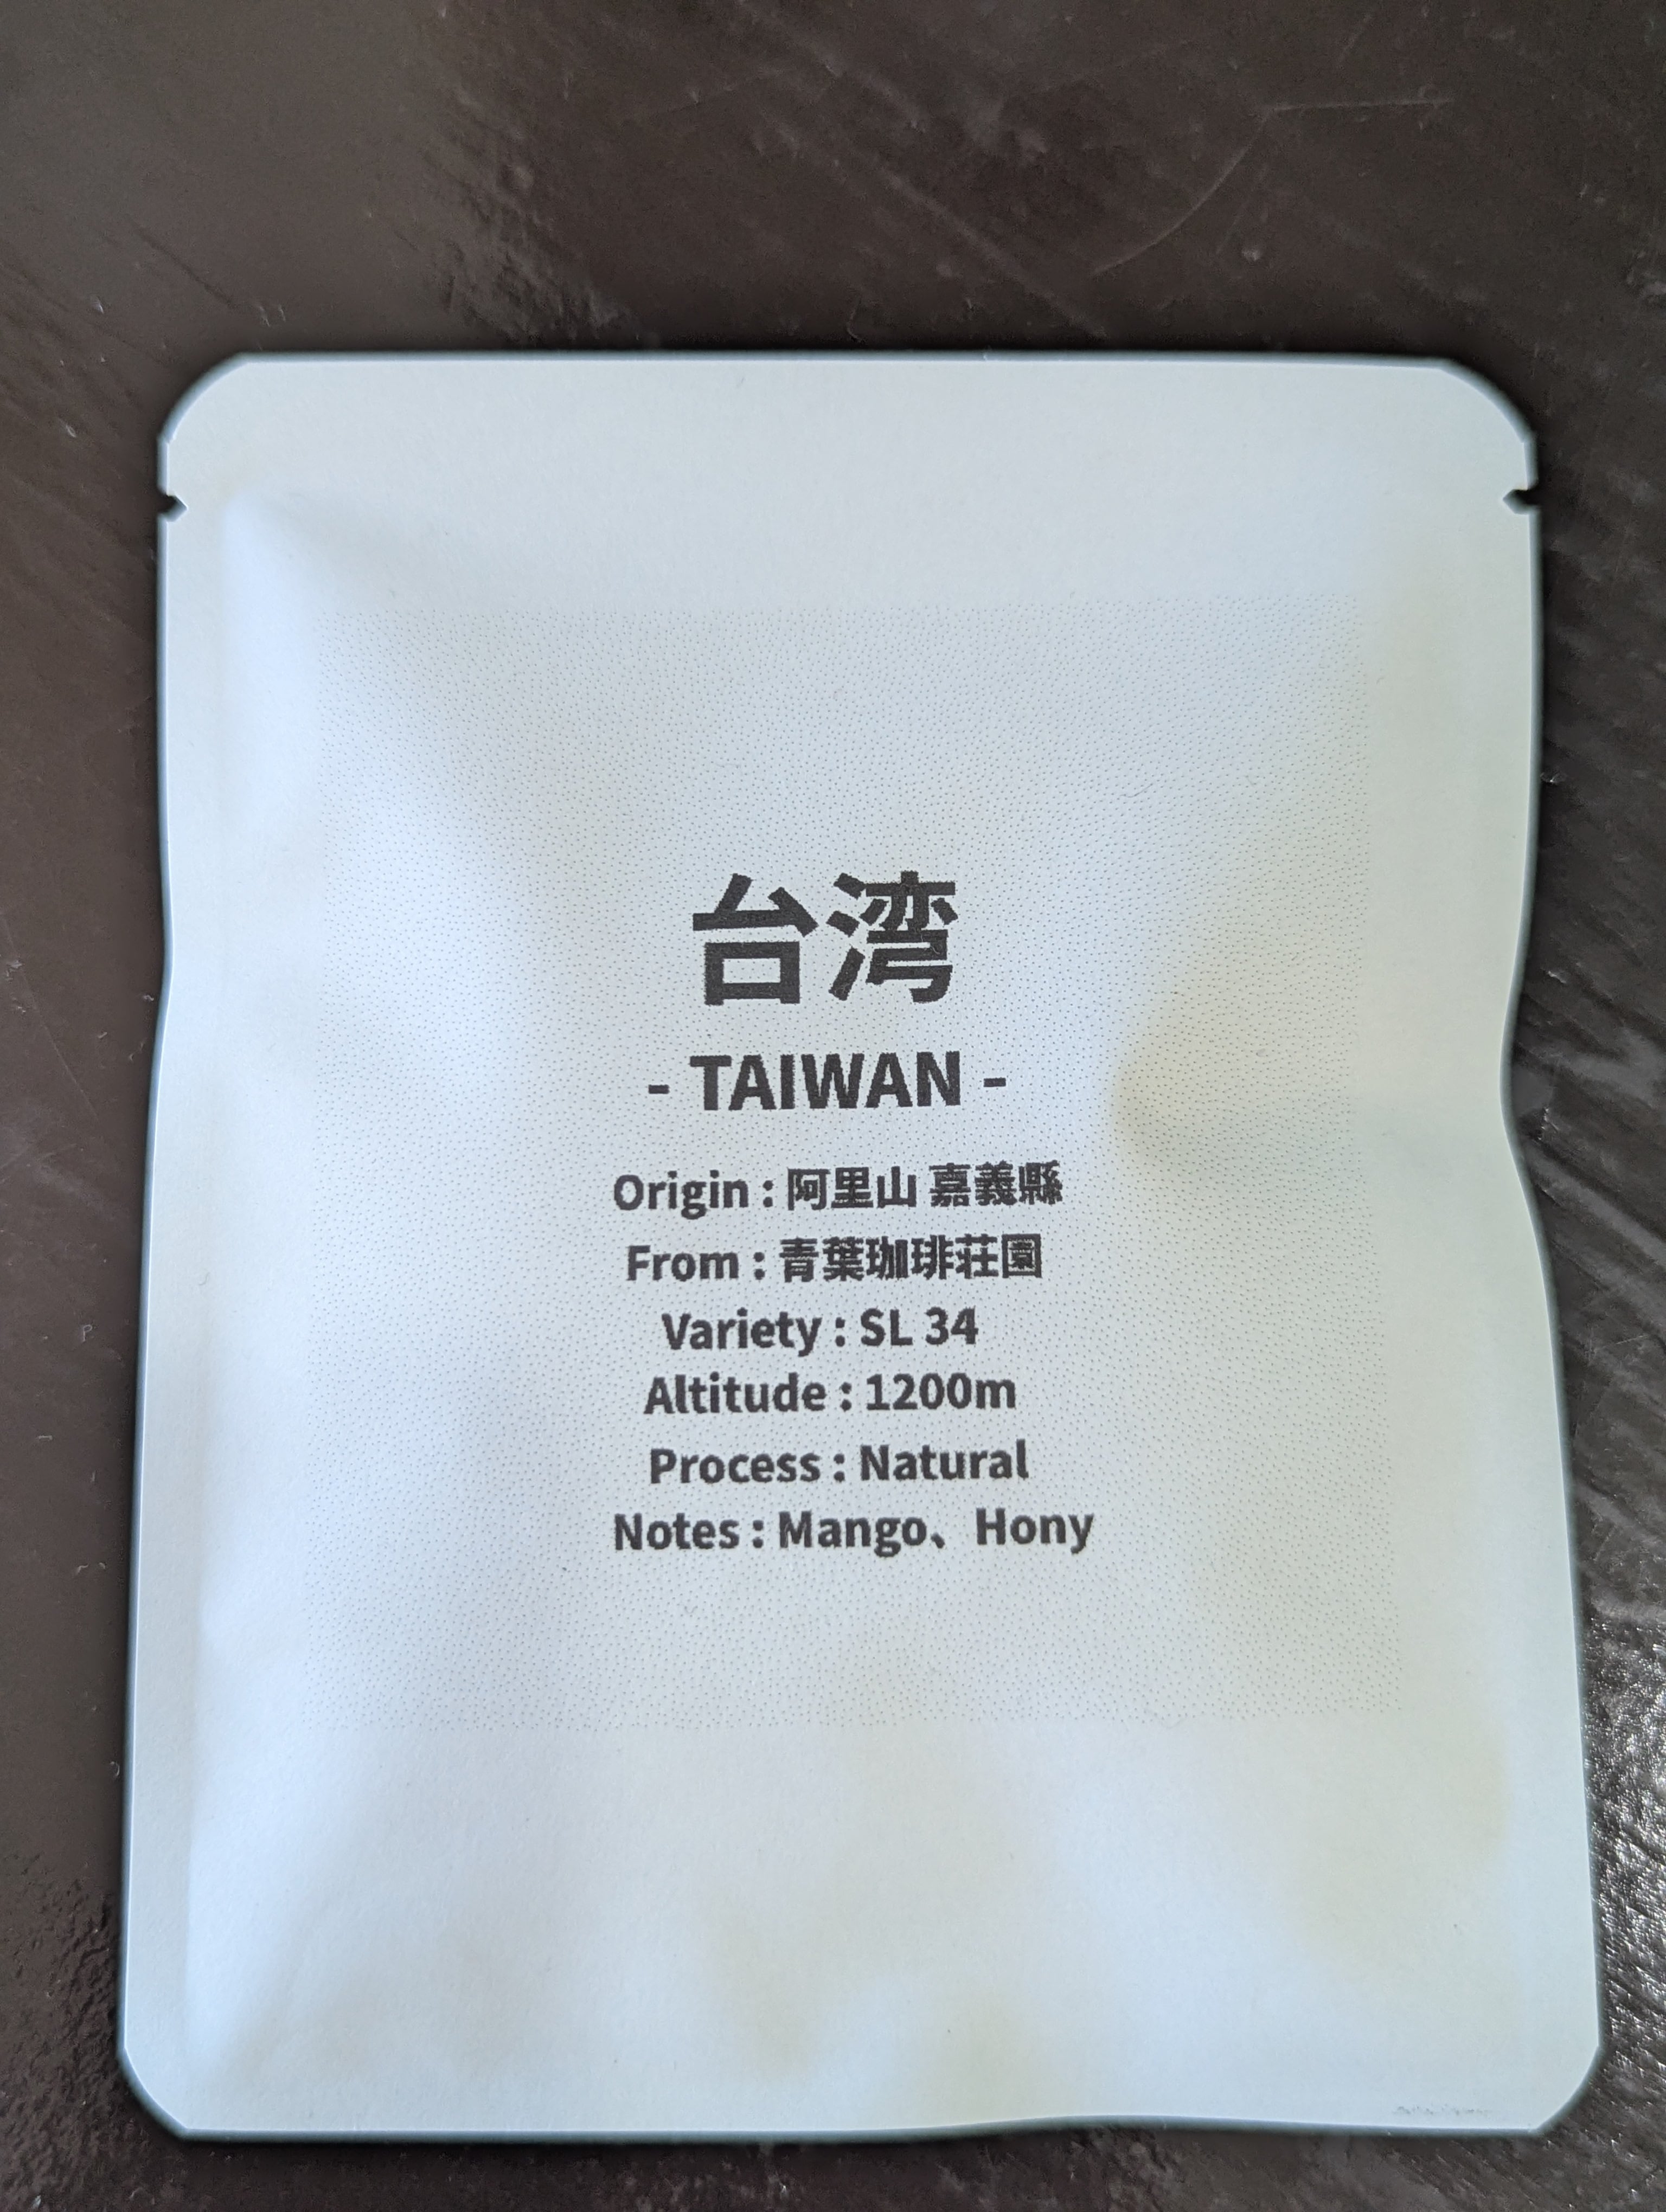 台湾
- TAIWAN -
Origin : 阿里山 嘉義縣
From : 青葉珈琲荘園
Variety : SL 34
Altitude : 1200m
Process : Natural
Notes : Mango、Hony